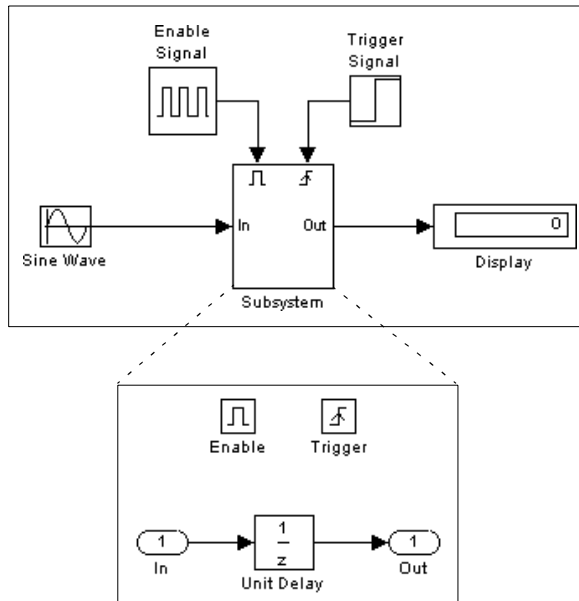 Enable
Signal
Trigger
Signal
In
Out
0
Sine Wave
Display
Subsystem
Enable
Trigger
1
1
z
1
In
Unit Delay
Out